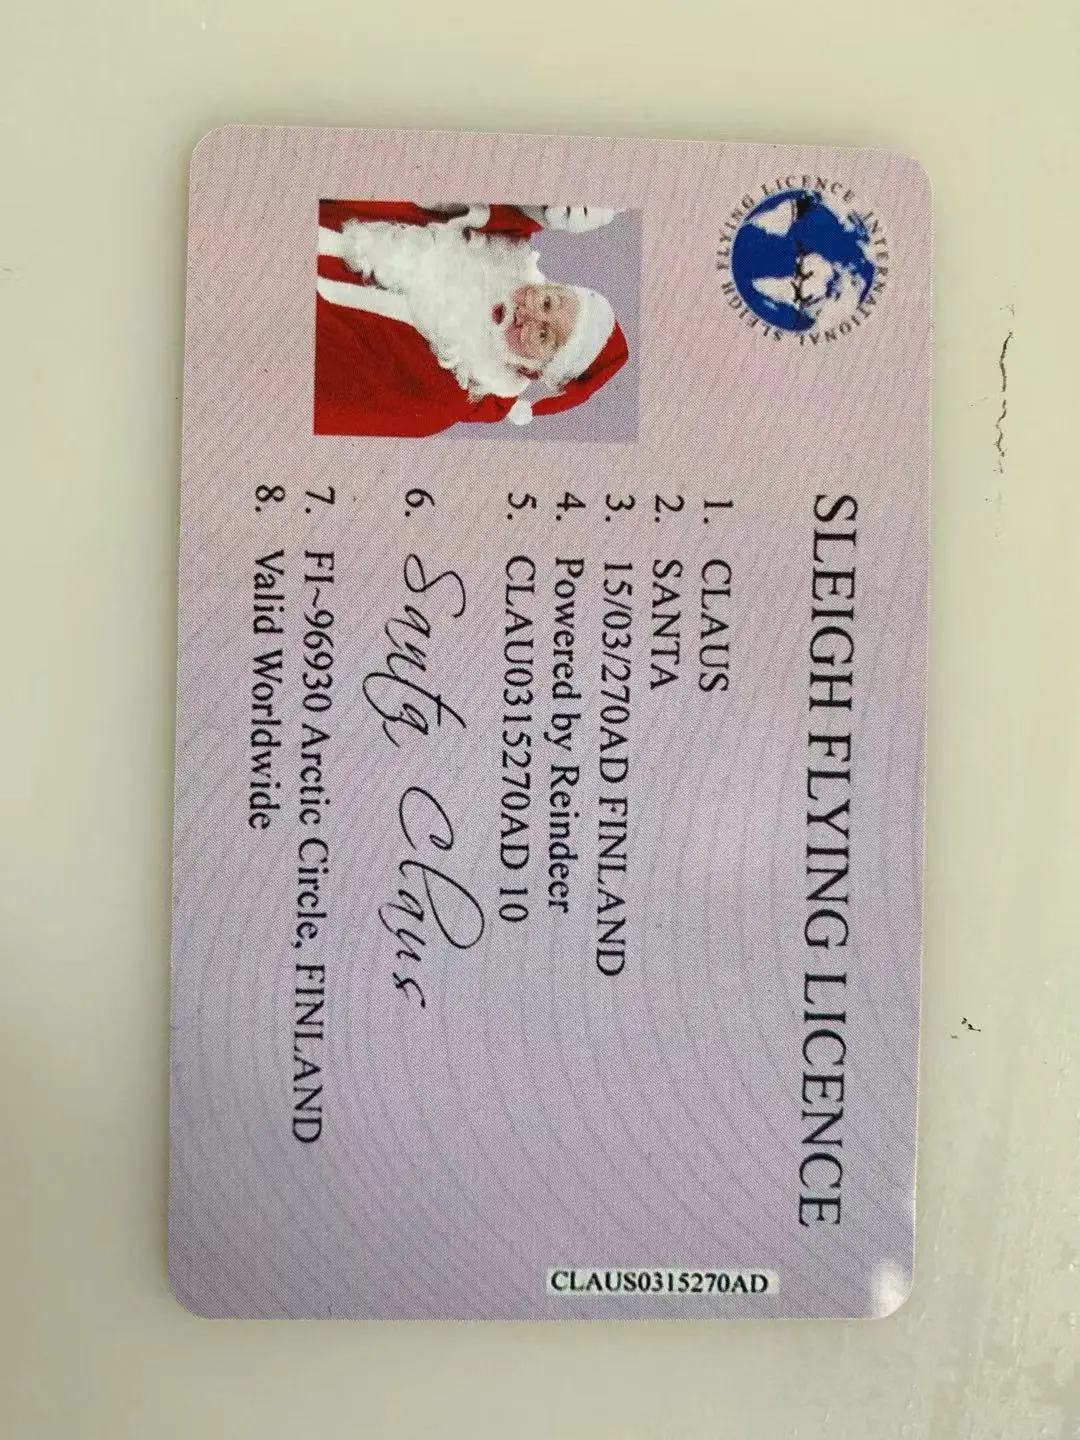 SLEIGH FLYING LICENCE INTERNATIONAL
SLEIGH FLYING LICENCE
1. CLAUS
2. SANTA
3. 15/03/270AD FINLAND
4. Powered by Reindeer
5. CLAU0315270AD 10
6. Santa Claus
7. FI~96930 Arctic Circle, FINLAND
8. Valid Worldwide
CLAUS0315270AD